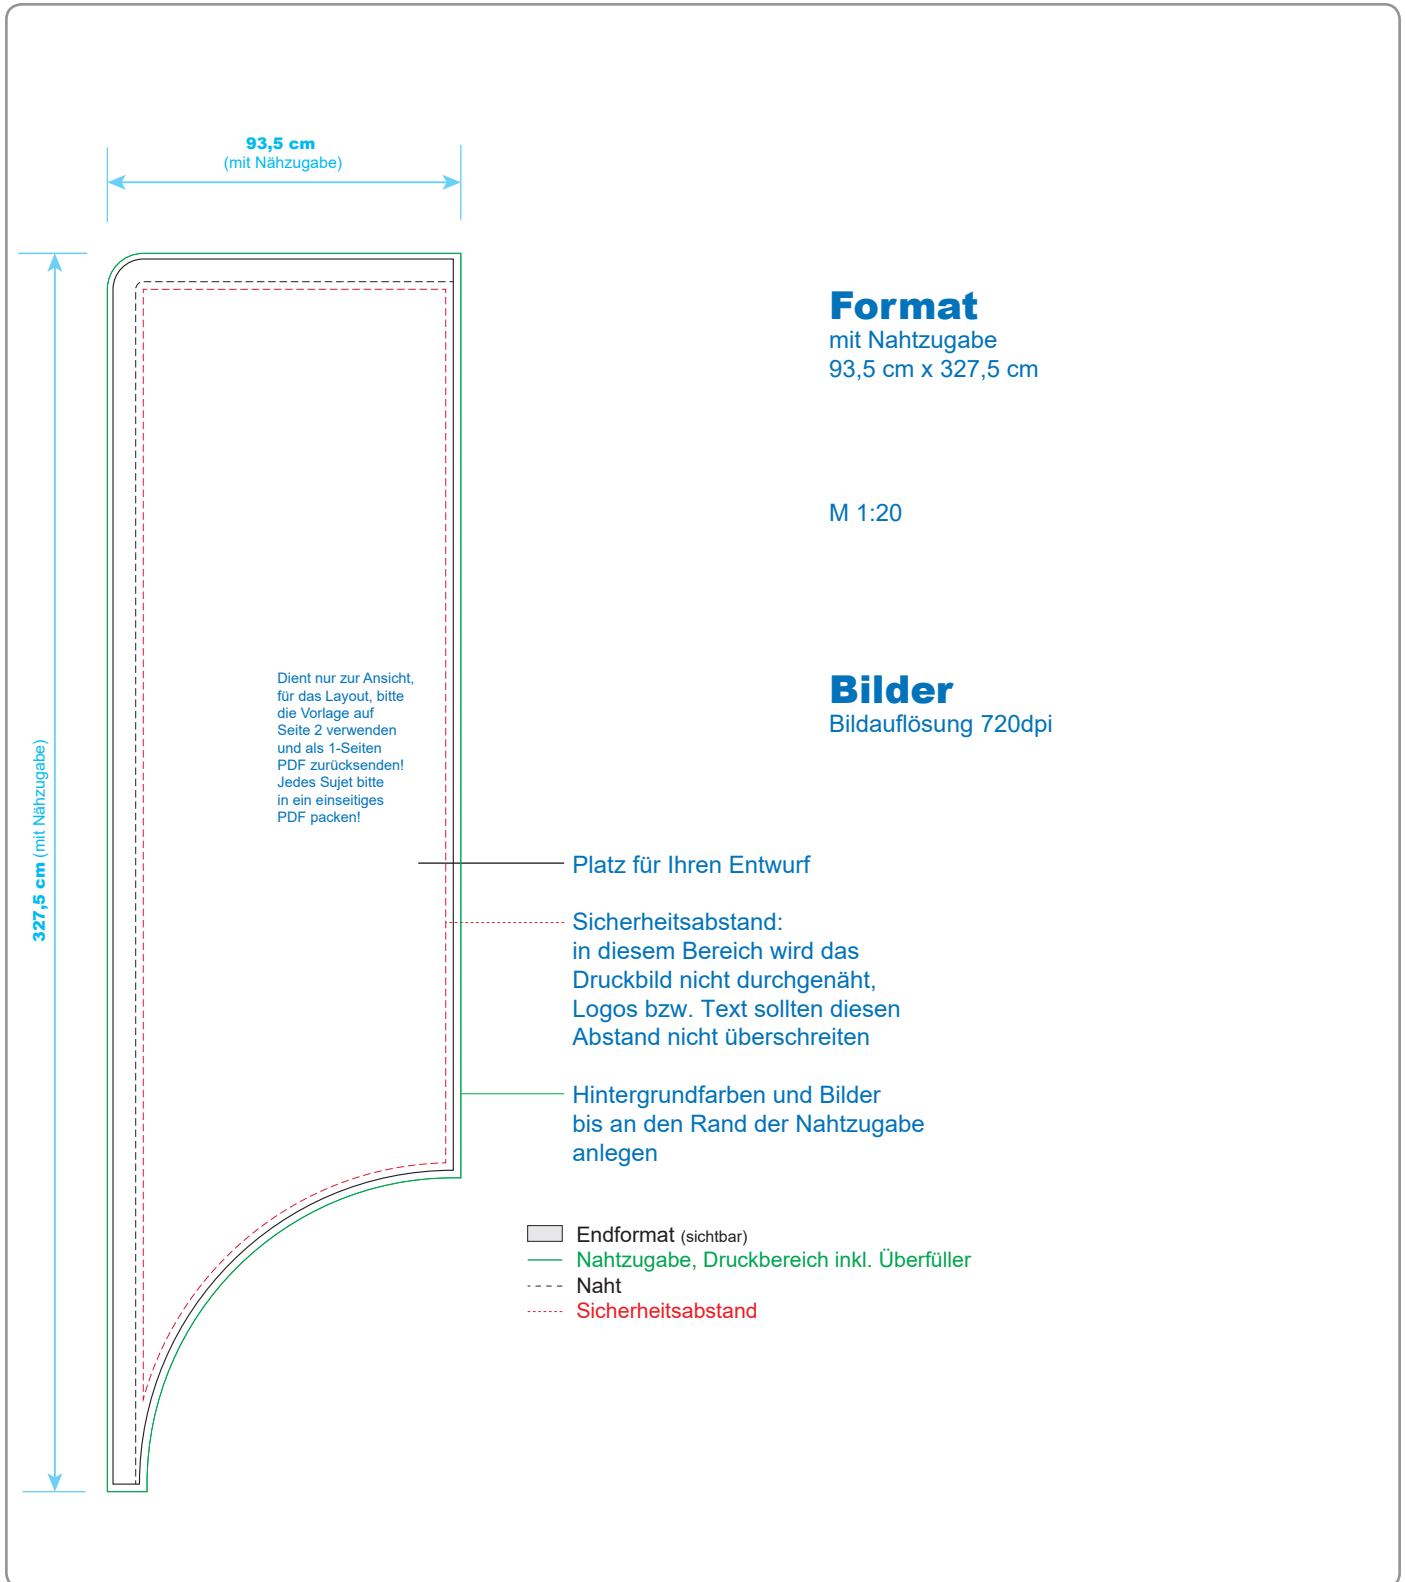 93,5 cm
(mit Nähzugabe)
327,5 cm (mit Nähzugabe)
Format
mit Nahtzugabe
93,5 cm x 327,5 cm
M 1:20
Bilder
Bildauflösung 720dpi
Dient nur zur Ansicht,
für das Layout, bitte
die Vorlage auf
Seite 2 verwenden
und als 1-Seiten
PDF zurücksenden!
Jedes Sujet bitte
in ein einseitiges
PDF packen!
Platz für Ihren Entwurf
Sicherheitsabstand:
in diesem Bereich wird das
Druckbild nicht durchgenäht,
Logos bzw. Text sollten diesen
Abstand nicht überschreiten
Hintergrundfarben und Bilder
bis an den Rand der Nahtzugabe
anlegen
Endformat (sichtbar)
Nahtzugabe, Druckbereich inkl. Überfüller
Naht
Sicherheitsabstand